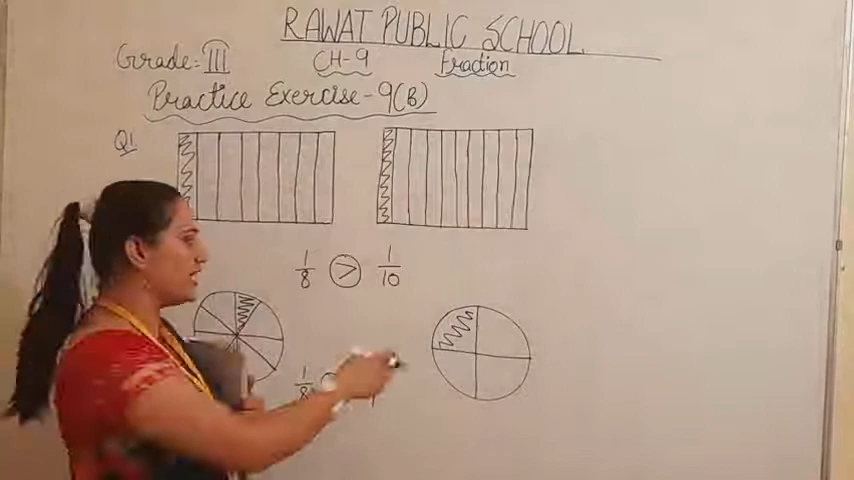 RAWAT PUBLIC SCHOOL
Grade:- III CH-9 Fraction
Practice Exercise-9(B)
Q1
1/8 > 1/10
1/8